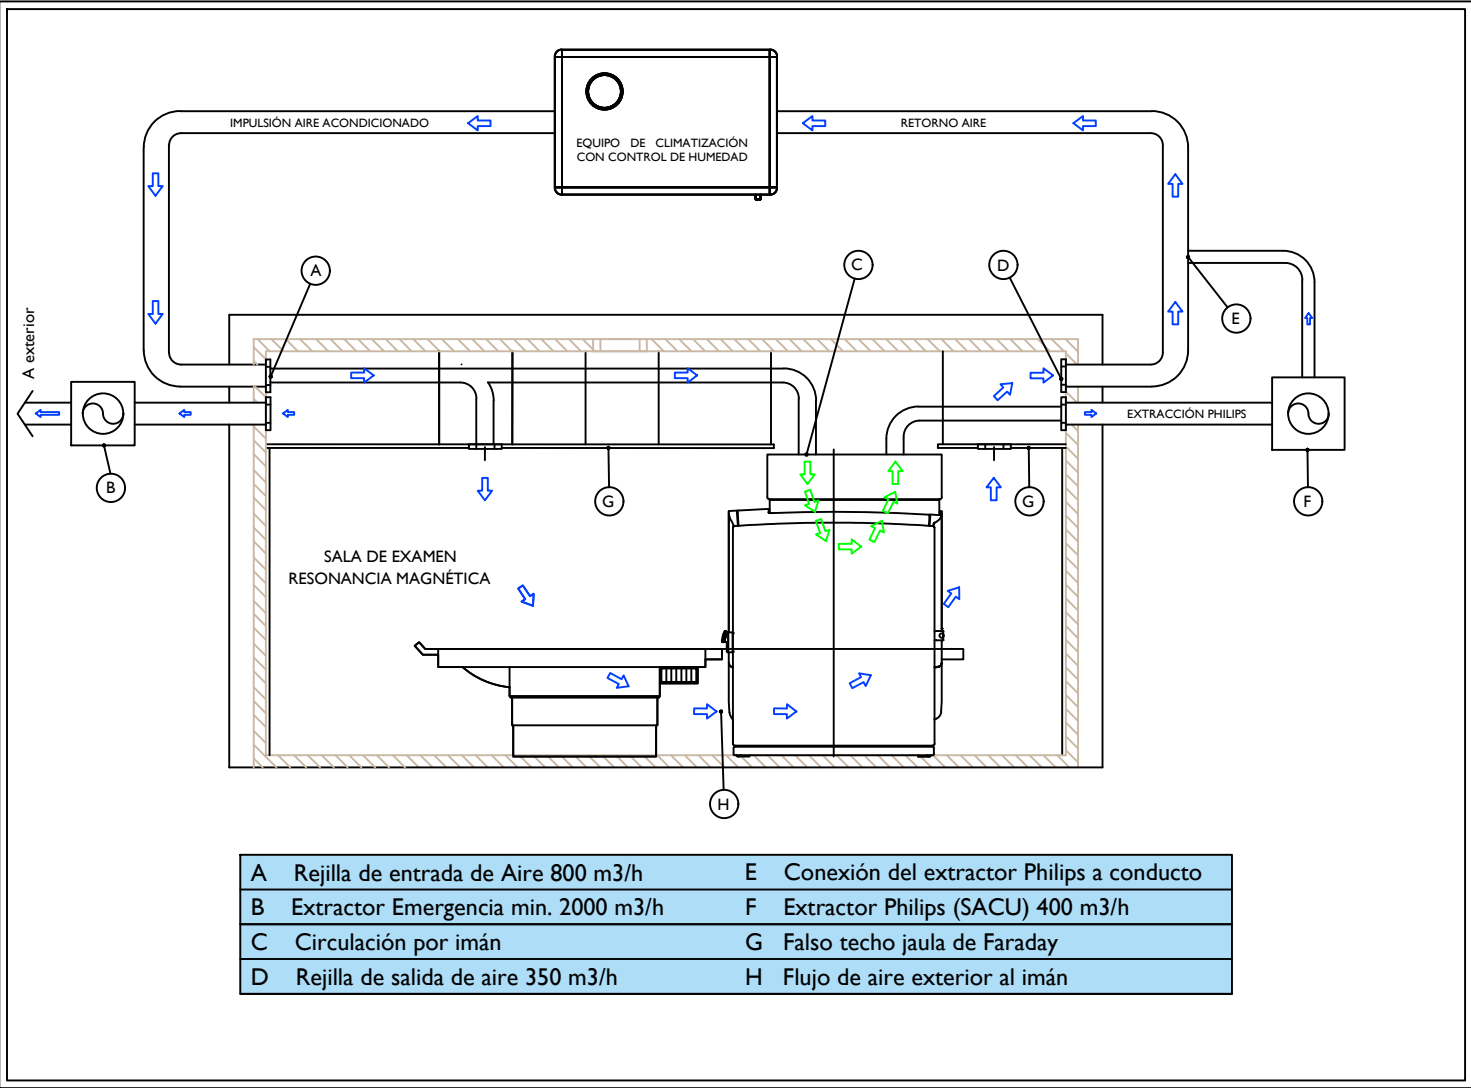 IMPULSIÓN AIRE ACONDICIONADO
EQUIPO DE CLIMATIZACIÓN
CON CONTROL DE HUMEDAD
RETORNO AIRE
A
C
D
E
A exterior
B
G
G
F
EXTRACCIÓN PHILIPS
SALA DE EXAMEN
RESONANCIA MAGNÉTICA
H
A Rejilla de entrada de Aire 800 m3/h
E Conexión del extractor Philips a conducto
B Extractor Emergencia min. 2000 m3/h
F Extractor Philips (SACU) 400 m3/h
C Circulación por imán
G Falso techo jaula de Faraday
D Rejilla de salida de aire 350 m3/h
H Flujo de aire exterior al imán